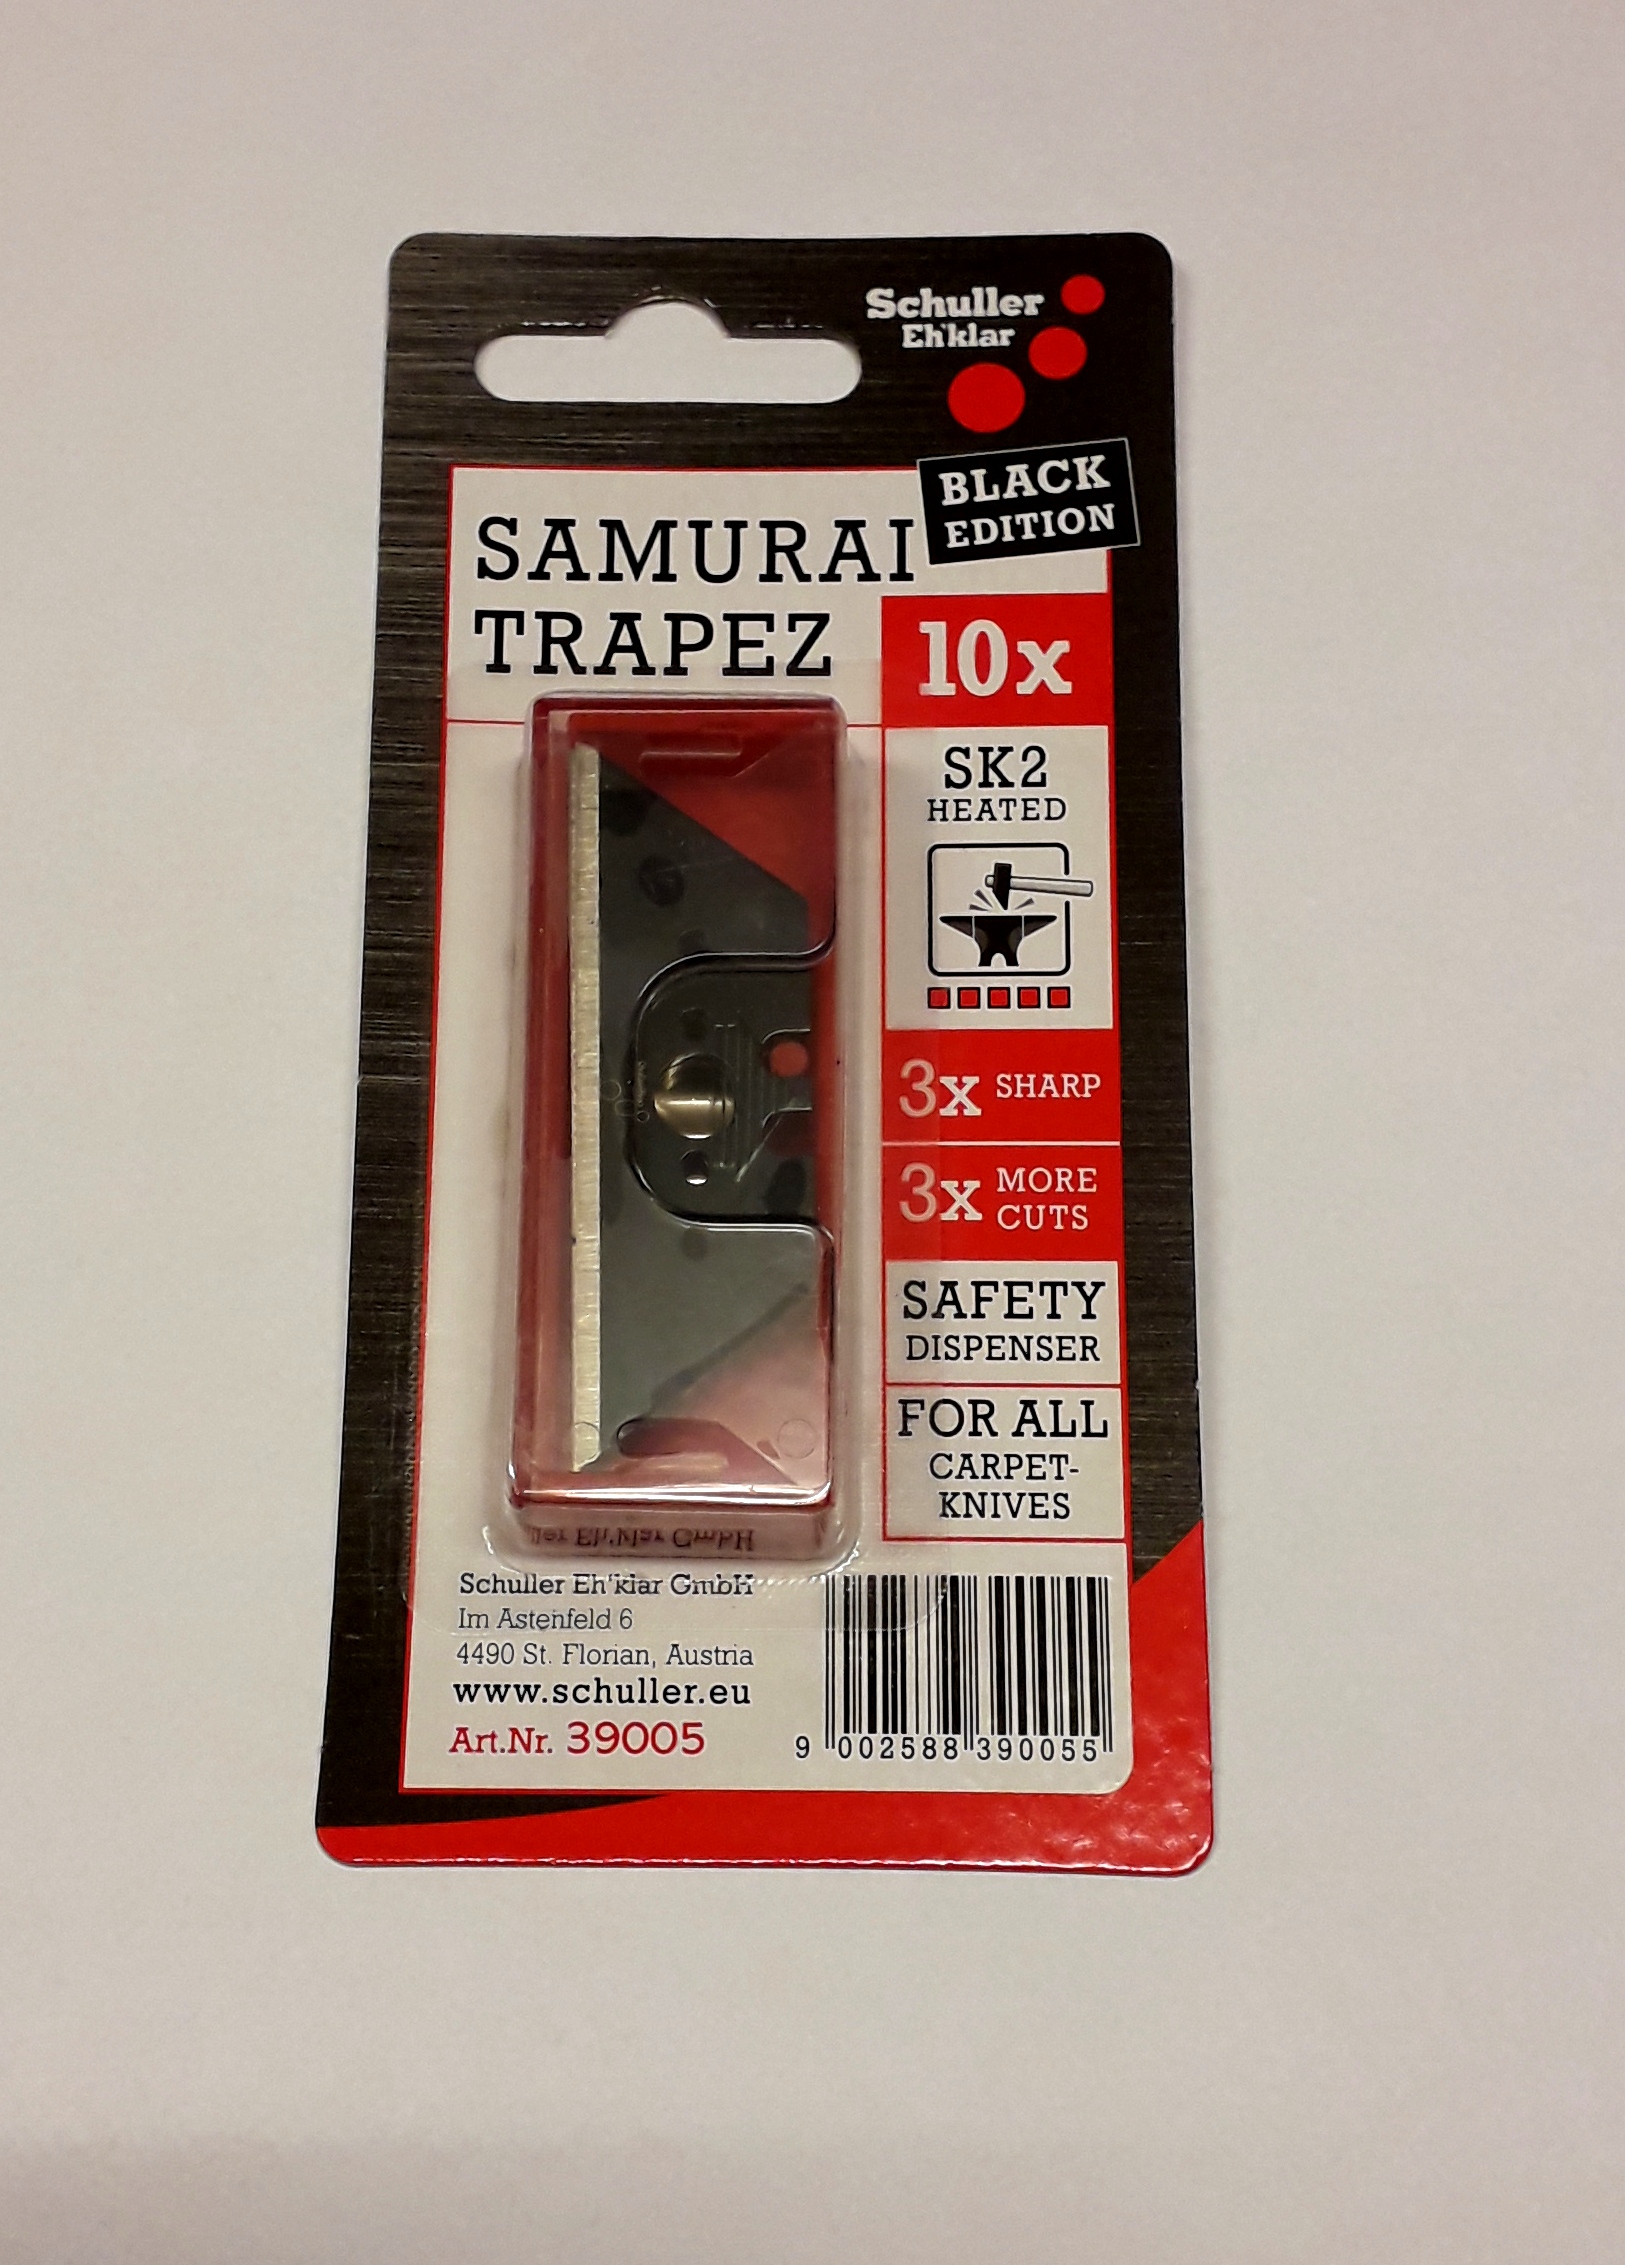 Schuller
Eh'klar
BLACK
EDITION
SAMURAI
TRAPEZ
10x
SK2
HEATED
3x SHARP
3x MORE
CUTS
SAFETY
DISPENSER
FOR ALL
CARPET-
KNIVES
Schuller Eh'klar GmbH
Im Astenfeld 6
4490 St. Florian, Austria
www.schuller.eu
Art.Nr. 39005
9 002588 390055